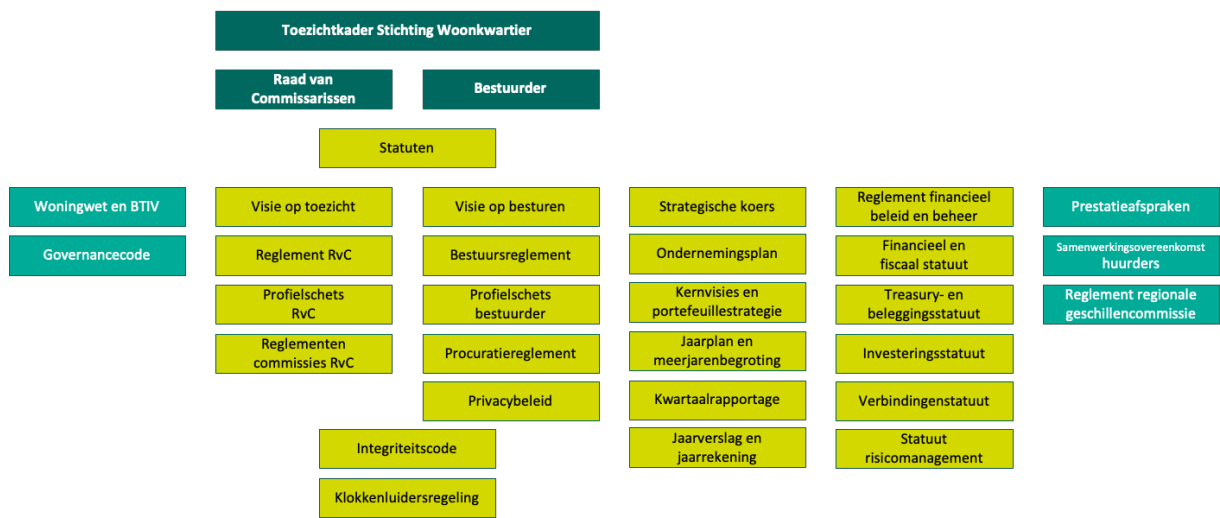 Toezichtkader Stichting Woonkwartier
Raad van
Commissarissen
Bestuurder
Statuten
Woningwet en BTIV
Governancecode
Visie op toezicht
Reglement RvC
Profielschets
RvC
Reglementen
commissies RvC
Visie op besturen
Bestuursreglement
Profielschets
bestuurder
Procuratiereglement
Privacybeleid
Integriteitscode
Klokkenluidersregeling
Strategische koers
Ondernemingsplan
Kernvisies en
portefeuillestrategie
Jaarplan en
meerjarenbegroting
Kwartaalrapportage
Jaarverslag en
jaarrekening
Reglement financieel
beleid en beheer
Financieel en
fiscaal statuut
Treasury- en
beleggingsstatuut
Investeringsstatuut
Verbindingenstatuut
Statuut
risicomanagement
Prestatieafspraken
Samenwerkingsovereenkomst
huurders
Reglement regionale
geschillencommissie